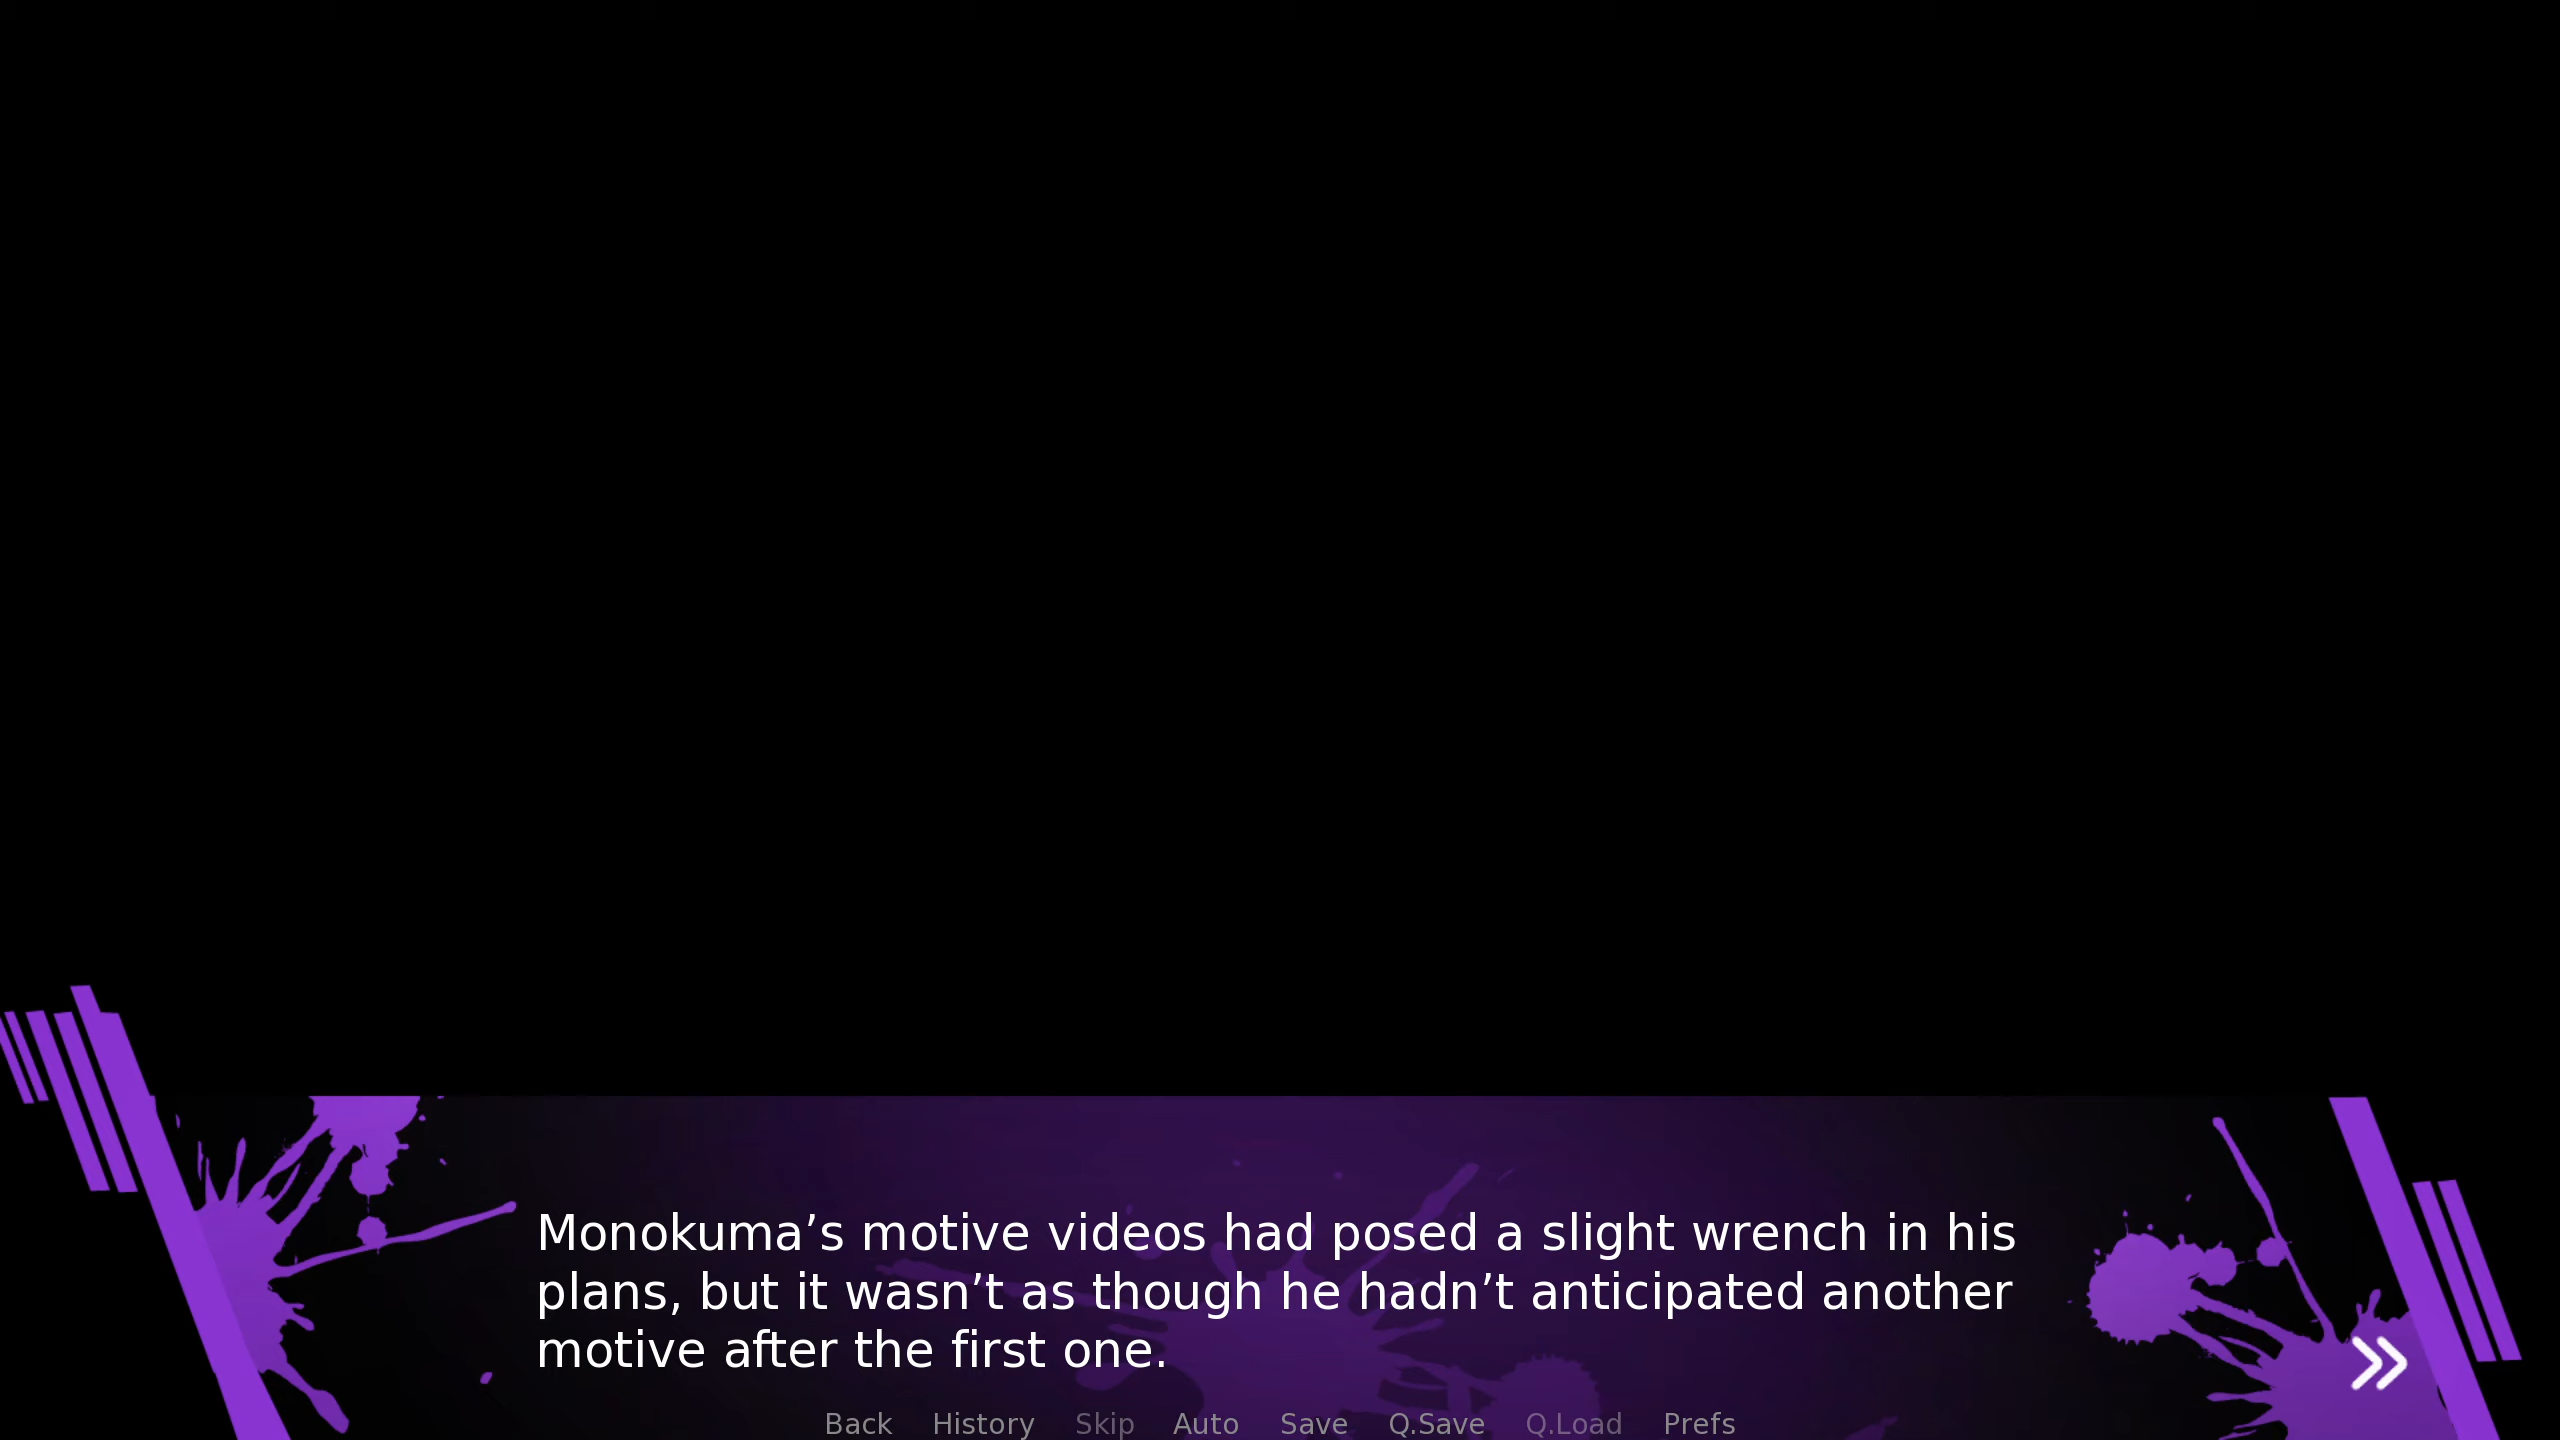 Monokuma’s motive videos had posed a slight wrench in his
plans, but it wasn’t as though he hadn’t anticipated another
motive after the first one.
Back History Skip Auto Save Q.Save Q.Load Prefs